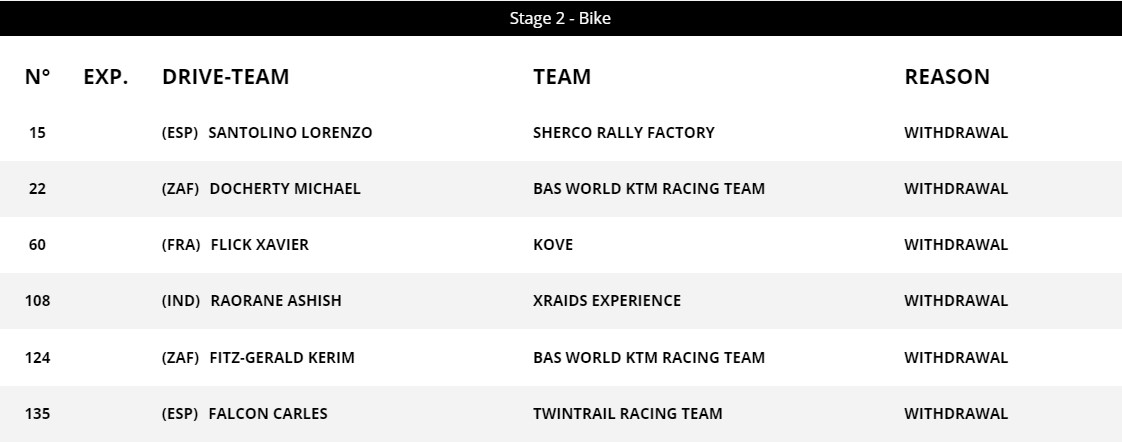 Stage 2 - Bike
N° EXP. DRIVE-TEAM TEAM REASON
15 (ESP) SANTOLINO LORENZO SHERCO RALLY FACTORY WITHDRAWAL
22 (ZAF) DOCHERTY MICHAEL BAS WORLD KTM RACING TEAM WITHDRAWAL
60 (FRA) FLICK XAVIER KOVE WITHDRAWAL
108 (IND) RAORANE ASHISH XRAIDS EXPERIENCE WITHDRAWAL
124 (ZAF) FITZ-GERALD KERIM BAS WORLD KTM RACING TEAM WITHDRAWAL
135 (ESP) FALCON CARLES TWINTRAIL RACING TEAM WITHDRAWAL